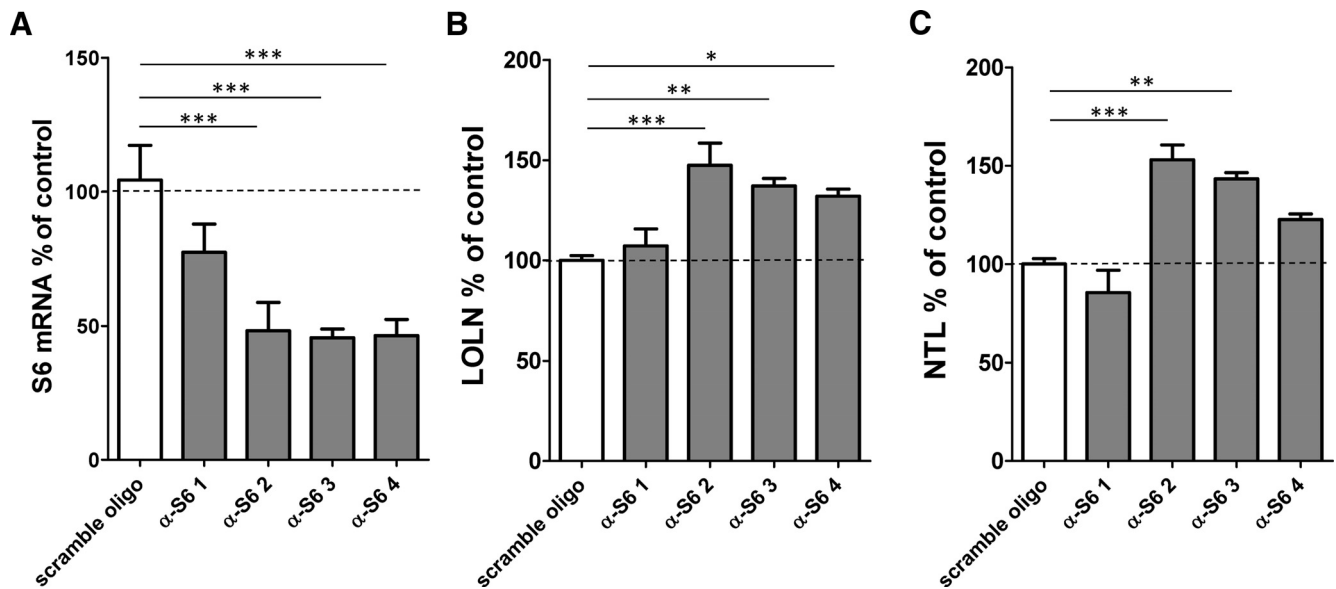 A
S6 mRNA % of control
150
100
50
0
***
***
***
scramble oligo
α-S6 1
α-S6 2
α-S6 3
α-S6 4
B
LOLN % of control
200
150
100
50
0
*
**
***
scramble oligo
α-S6 1
α-S6 2
α-S6 3
α-S6 4
C
NTL % of control
200
150
100
50
0
**
***
scramble oligo
α-S6 1
α-S6 2
α-S6 3
α-S6 4